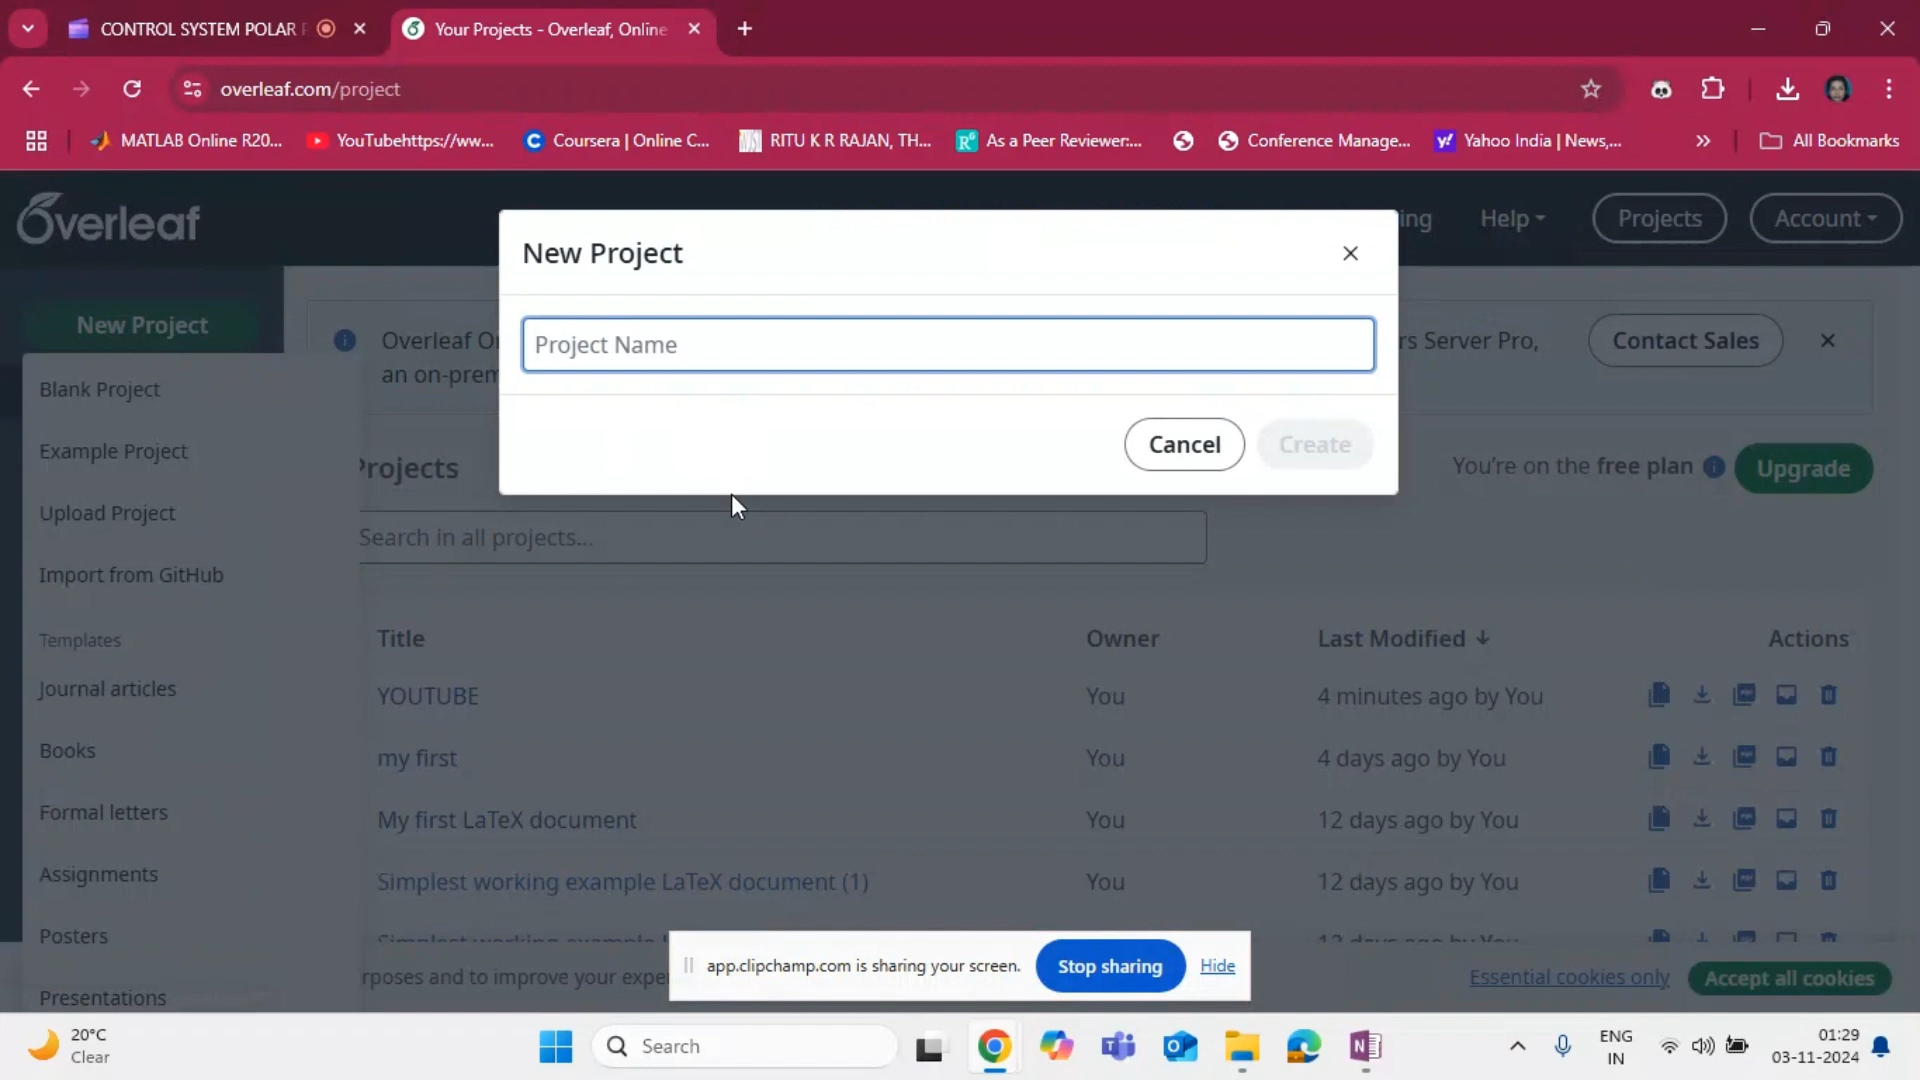 CONTROL SYSTEM POLAR
Your Projects - Overleaf, Online
overleaf.com/project
MATLAB Online R20...
YouTubehttps://ww...
Coursera | Online C...
RITU K R RAJAN, TH...
As a Peer Reviewer:...
Conference Manage...
Yahoo India | News,...
All Bookmarks
Overleaf
ing
Help
Projects
Account
New Project
New Project
Project Name
Cancel
Create
Overleaf
rs Server Pro,
an on-prem
Contact Sales
Blank Project
Example Project
Upload Project
Import from GitHub
Templates
Journal articles
Books
Formal letters
Assignments
Posters
Presentations
Projects
You're on the free plan
Upgrade
Search in all projects...
Title
Owner
Last Modified
Actions
YOUTUBE
You
4 minutes ago by You
my first
You
4 days ago by You
My first LaTeX document
You
12 days ago by You
Simplest working example LaTeX document (1)
You
12 days ago by You
rposes and to improve your expe
Essential cookies only
Accept all cookies
app.clipchamp.com is sharing your screen.
Stop sharing
Hide
20°C
Clear
Search
ENG
IN
01:29
03-11-2024